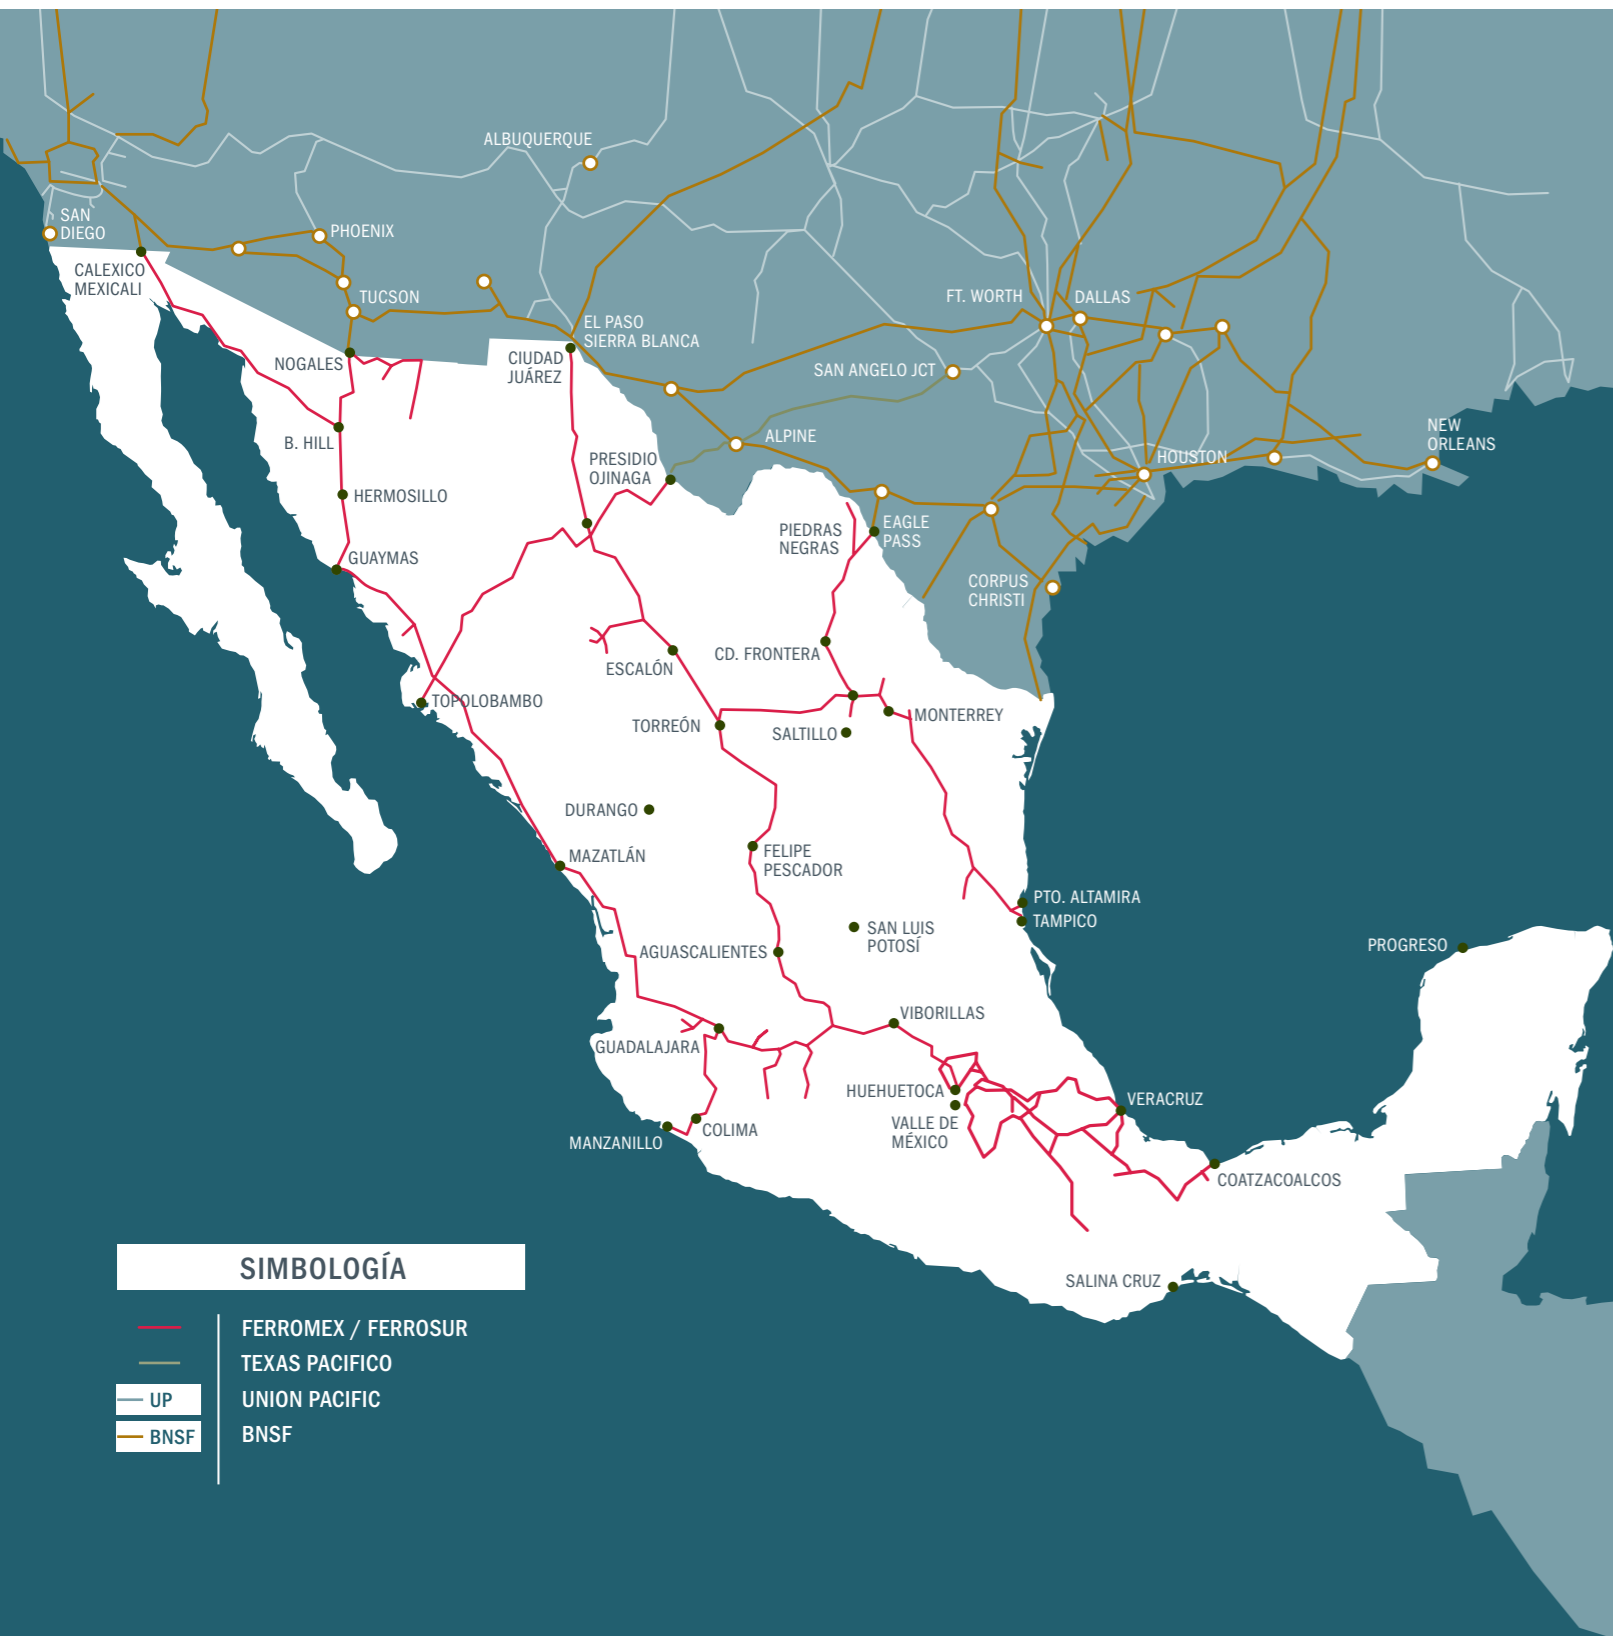 ALBUQUERQUE
SAN
DIEGO
PHOENIX
CALEXICO
MEXICALI
TUCSON
FT. WORTH
DALLAS
EL PASO
SIERRA BLANCA
NOGALES
CIUDAD
JUÁREZ
SAN ANGELO JCT
B. HILL
ALPINE
NEW
ORLEANS
PRESIDIO
OJINAGA
HOUSTON
HERMOSILLO
PIEDRAS
NEGRAS
EAGLE
PASS
GUAYMAS
CORPUS
CHRISTI
CD. FRONTERA
ESCALÓN
TOPOLOBAMBO
TORREÓN
SALTILLO
MONTERREY
DURANGO
MAZATLÁN
FELIPE
PESCADOR
PTO. ALTAMIRA
TAMPICO
SAN LUIS
POTOSÍ
AGUASCALIENTES
PROGRESO
VIBORILLAS
GUADALAJARA
HUEHUETOCA
VERACRUZ
VALLE DE
MÉXICO
COLIMA
MANZANILLO
COATZACOALCOS
SALINA CRUZ
SIMBOLOGÍA
FERROMEX / FERROSUR
TEXAS PACIFICO
UP UNION PACIFIC
BNSF BNSF